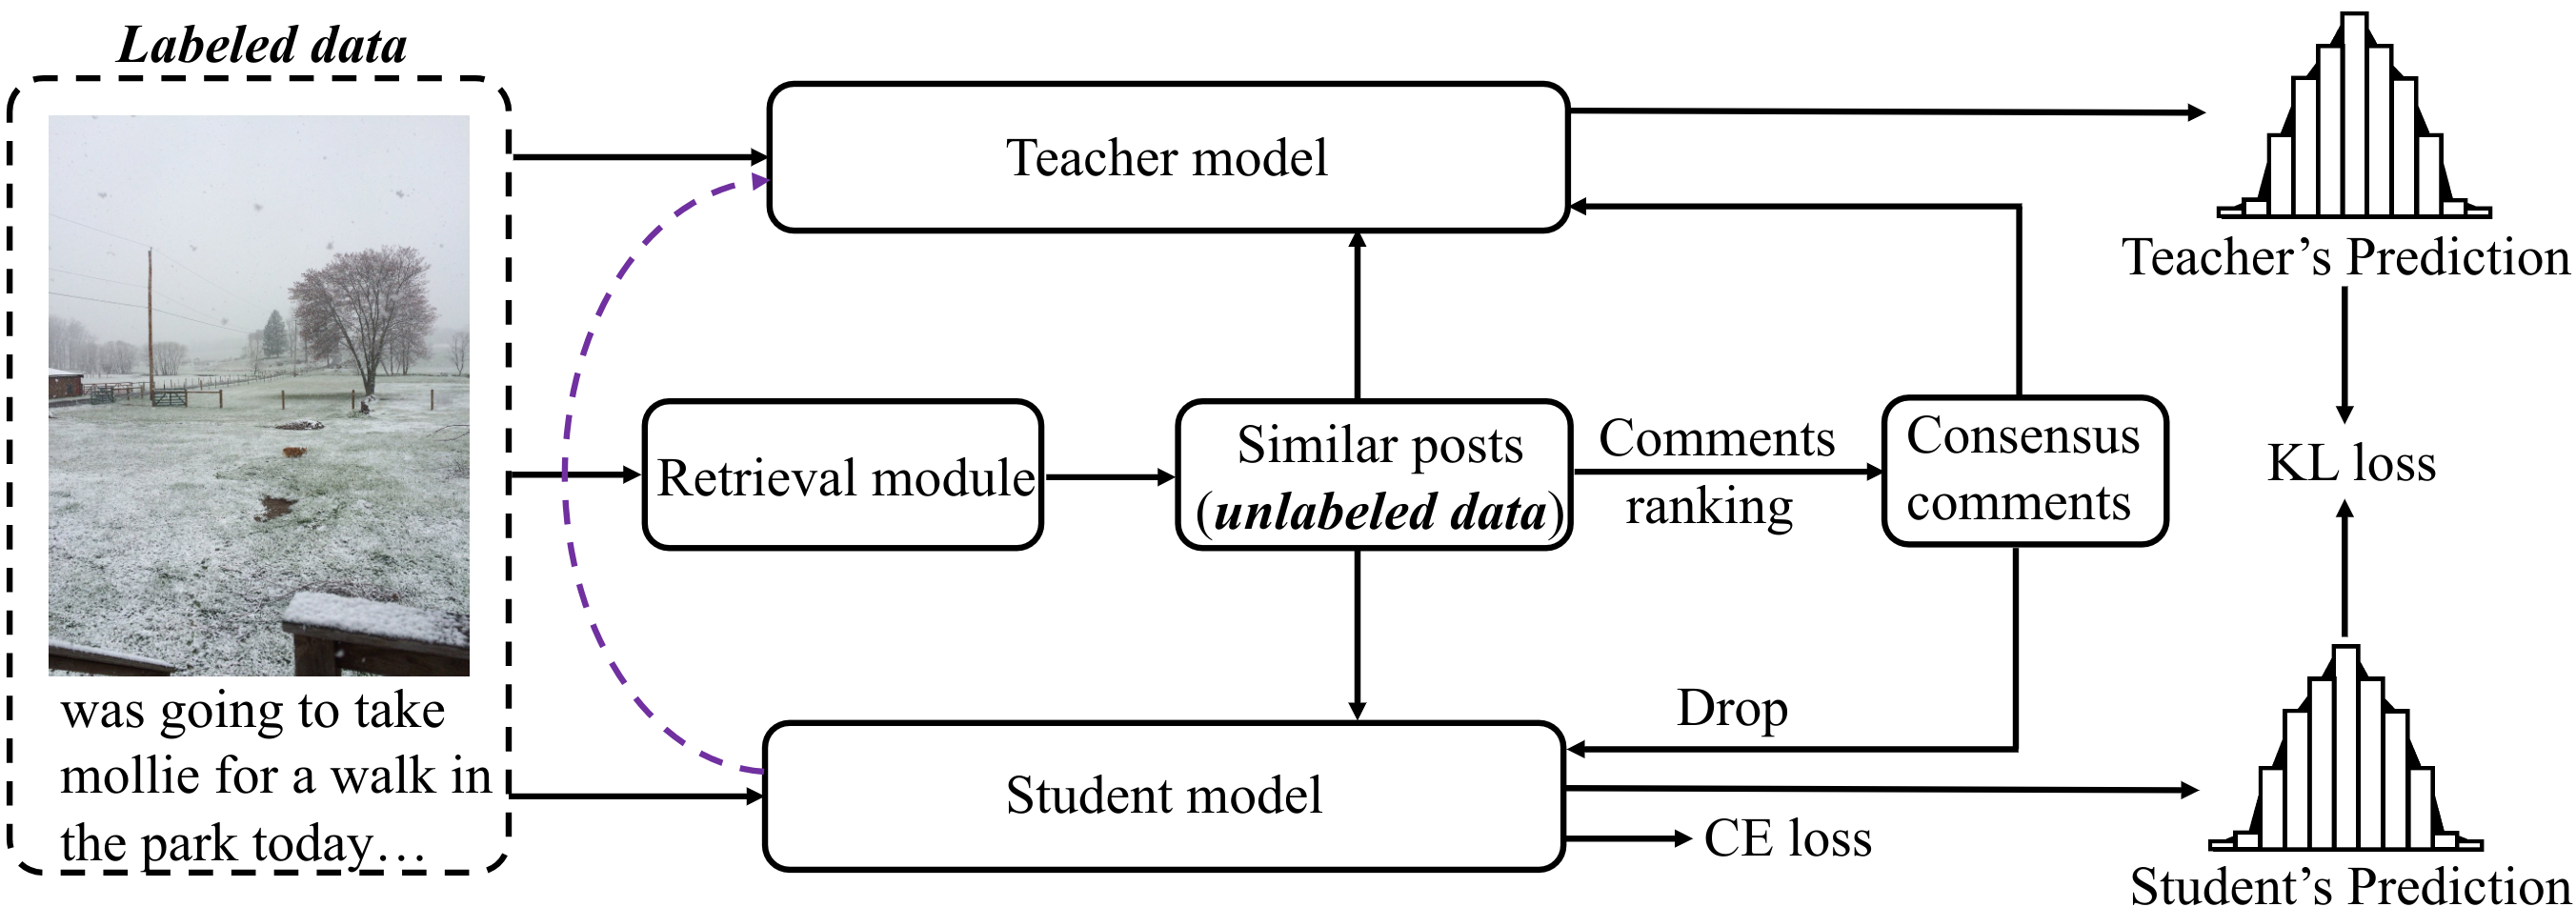 Labeled data
was going to take
mollie for a walk in
the park today…
Teacher model
Retrieval module
Similar posts
(unlabeled data)
Comments
ranking
Consensus
comments
Student model
Drop
CE loss
Teacher’s Prediction
KL loss
Student’s Prediction